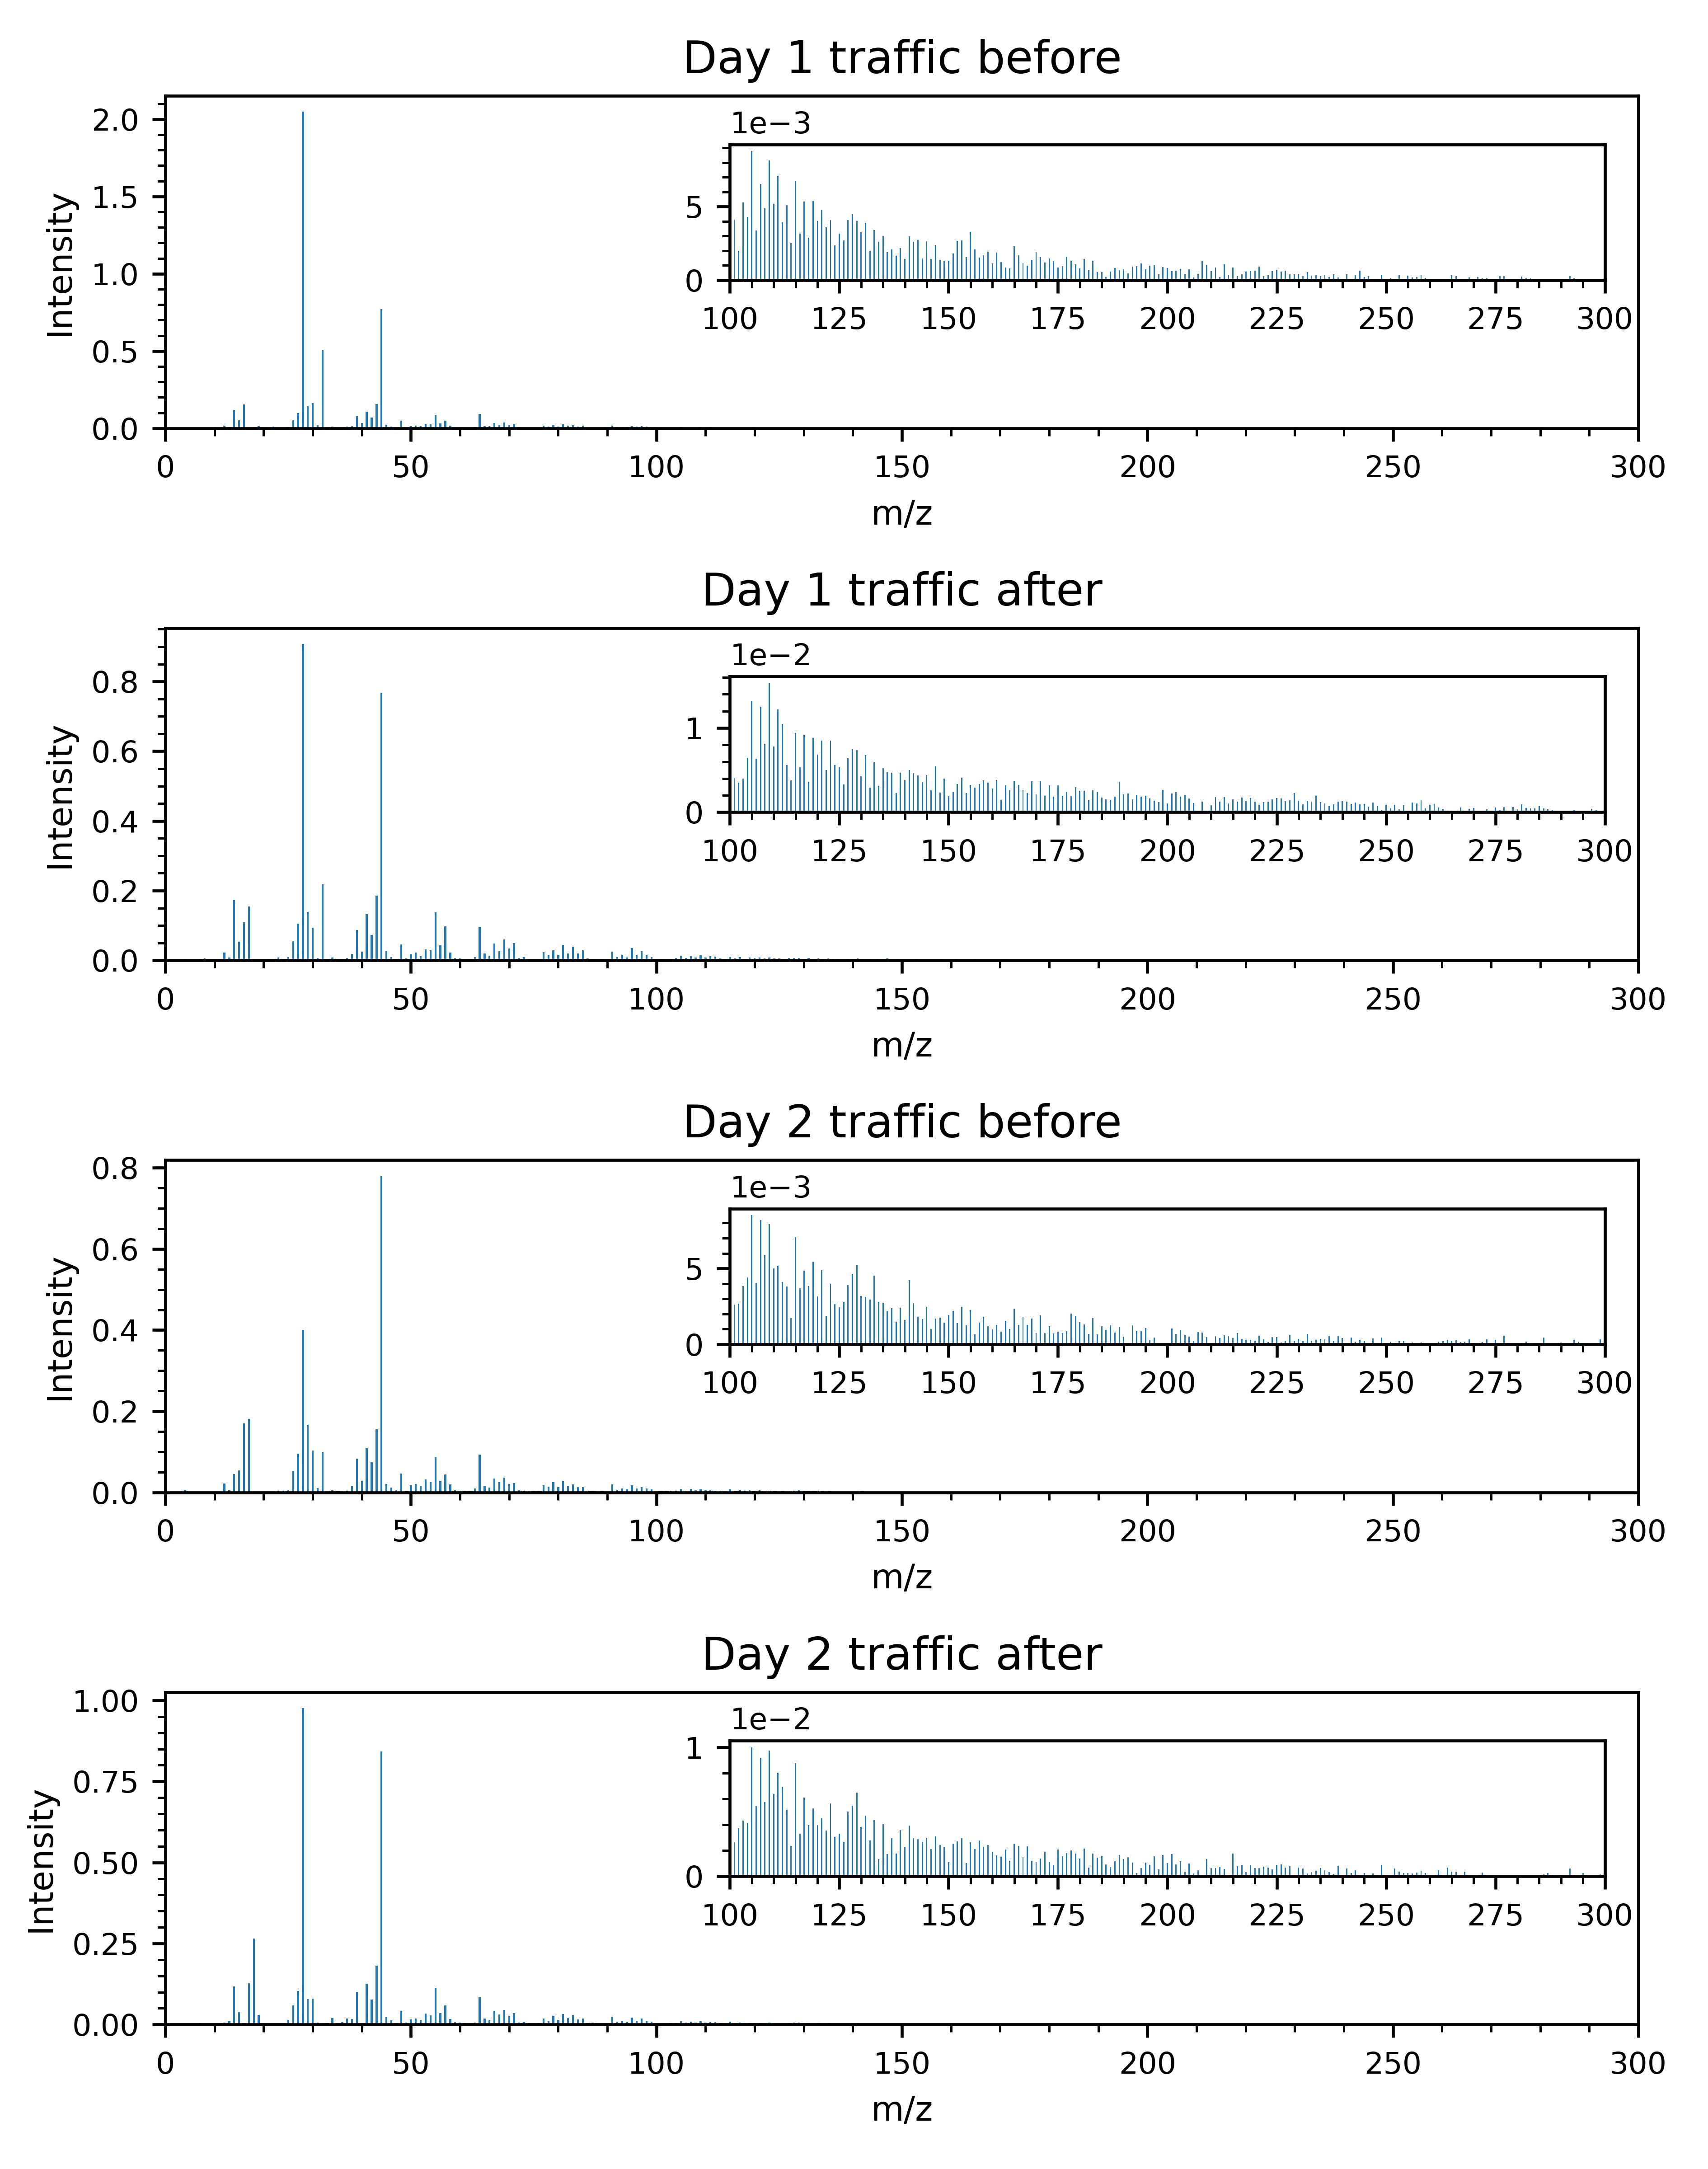 Day 1 traffic before
1e−3
2.0
1.5
1.0
0.5
0.0
Intensity
5
0
100 125 150 175 200 225 250 275 300
0 50 100 150 200 250 300
m/z
Day 1 traffic after
1e−2
0.8
0.6
0.4
0.2
0.0
Intensity
1
0
100 125 150 175 200 225 250 275 300
0 50 100 150 200 250 300
m/z
Day 2 traffic before
1e−3
0.8
0.6
0.4
0.2
0.0
Intensity
5
0
100 125 150 175 200 225 250 275 300
0 50 100 150 200 250 300
m/z
Day 2 traffic after
1e−2
1.00
0.75
0.50
0.25
0.00
Intensity
1
0
100 125 150 175 200 225 250 275 300
0 50 100 150 200 250 300
m/z